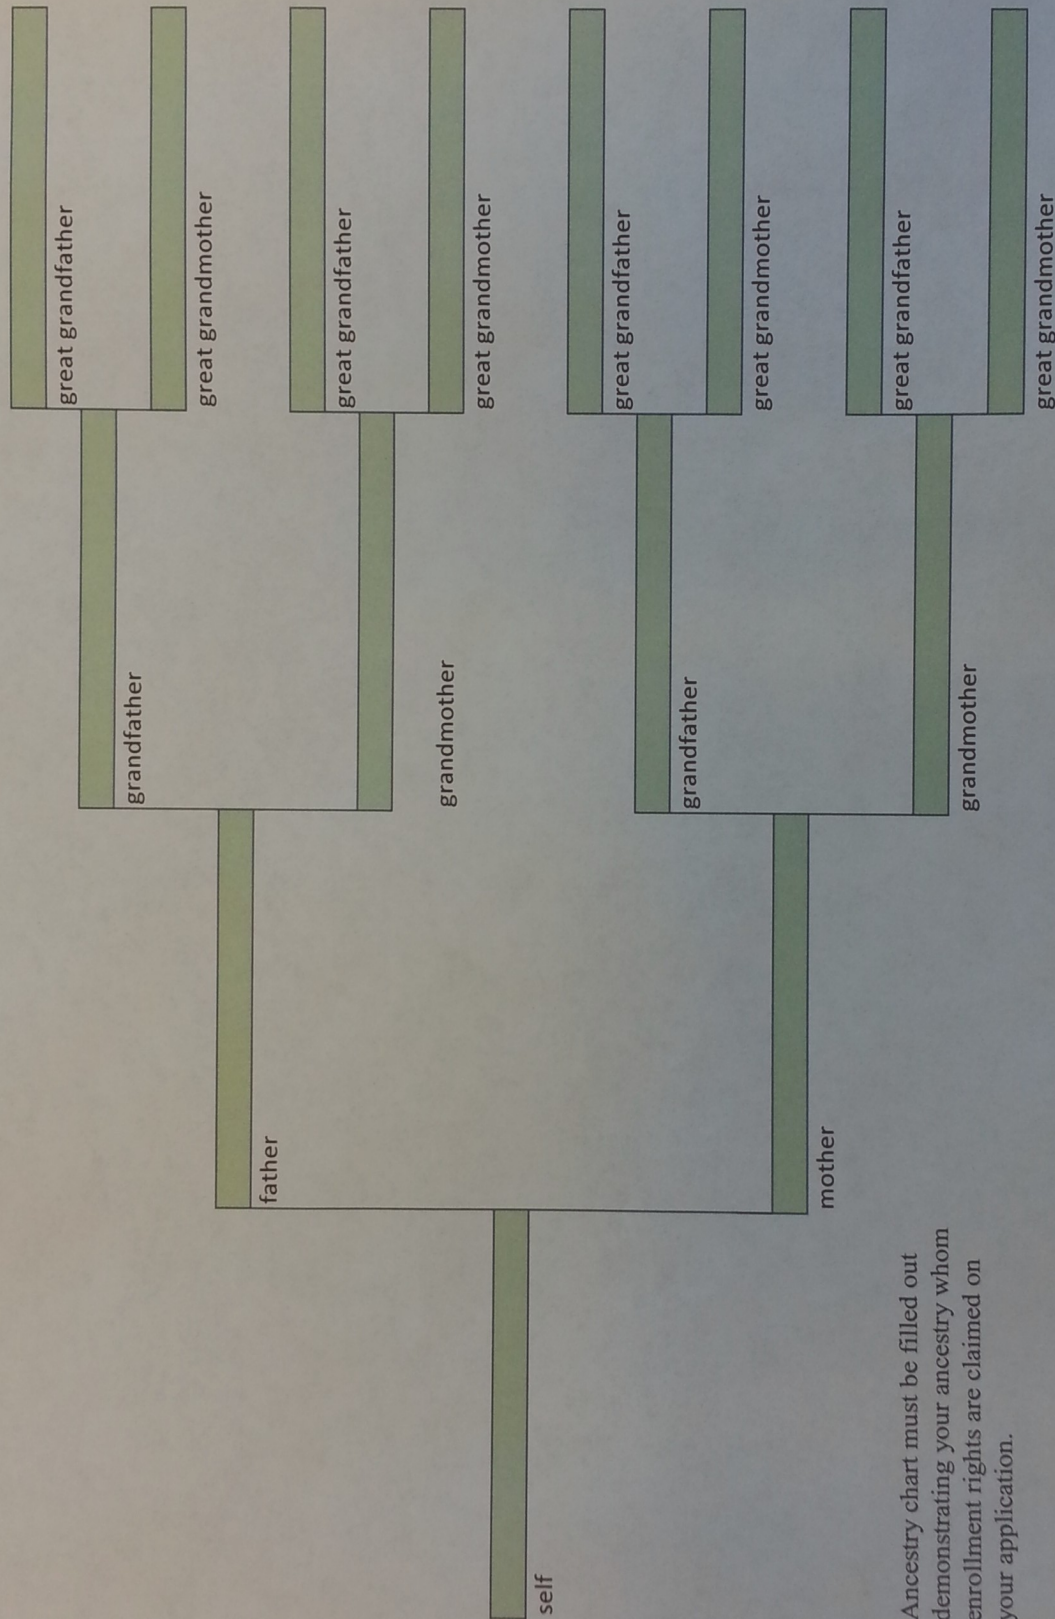 great grandfather
grandfather
great grandmother
father
great grandfather
grandmother
great grandmother
self
great grandfather
grandfather
great grandmother
mother
great grandfather
grandmother
great grandmother
Ancestry chart must be filled out
demonstrating your ancestry whom
enrollment rights are claimed on
your application.